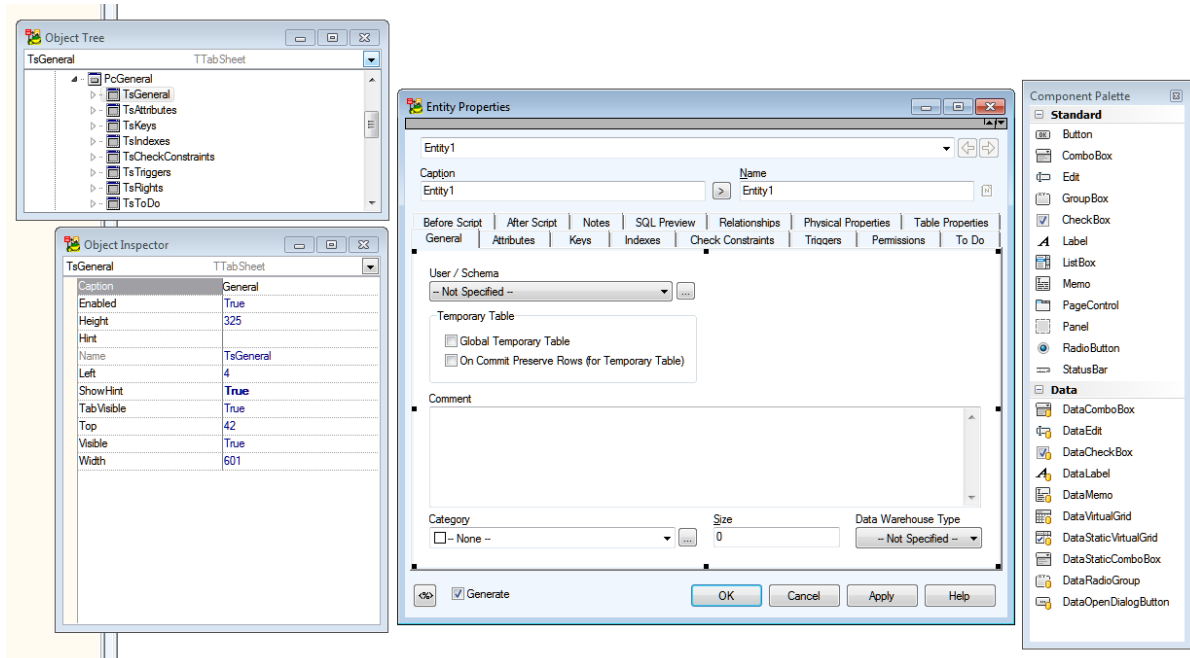 Object Tree
TsGeneral TTabSheet
PcGeneral
TsGeneral
TsAttributes
TsKeys
TsIndexes
TsCheckConstraints
TsTriggers
TsRights
TsToDo
Object Inspector
TsGeneral TTabSheet
Caption General
Enabled True
Height 325
Hint
Name TsGeneral
Left 4
ShowHint True
TabVisible True
Top 42
Visible True
Width 601
Entity Properties
Entity1
Caption Name
Entity1 > Entity1
Before Script After Script Notes SQL Preview Relationships Physical Properties Table Properties
General Attributes Keys Indexes Check Constraints Triggers Permissions To Do
User / Schema
-- Not Specified -- ...
Temporary Table
Global Temporary Table
On Commit Preserve Rows (for Temporary Table)
Comment
Category Size Data Warehouse Type
-- None -- ... 0 -- Not Specified --
<%> Generate OK Cancel Apply Help
Component Palette
Standard
OK Button
ComboBox
Edit
GroupBox
CheckBox
A Label
ListBox
Memo
PageControl
Panel
RadioButton
StatusBar
Data
DataComboBox
DataEdit
DataCheckBox
A DataLabel
DataMemo
DataVirtualGrid
DataStaticVirtualGrid
DataStaticComboBox
DataRadioGroup
DataOpenDialogButton